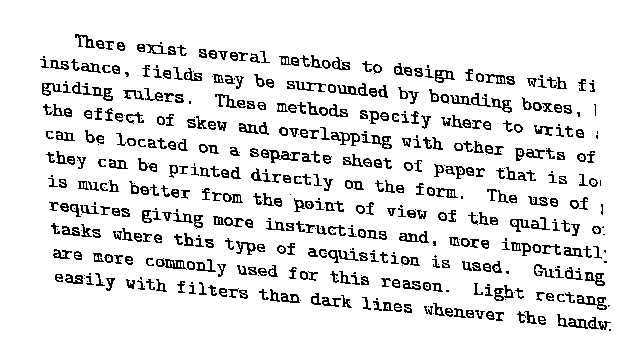 There exist several methods to design forms with fi
instance, fields may be surrounded by bounding boxes,
guiding rulers. These methods specify where to write
the effect of skew and overlapping with other parts of
can be located on a separate sheet of paper that is lo
they can be printed directly on the form. The use of
is much better from the point of view of the quality o
requires giving more instructions and, more importantly
tasks where this type of acquisition is used. Guiding
are more commonly used for this reason. Light rectang
easily with filters than dark lines whenever the handw